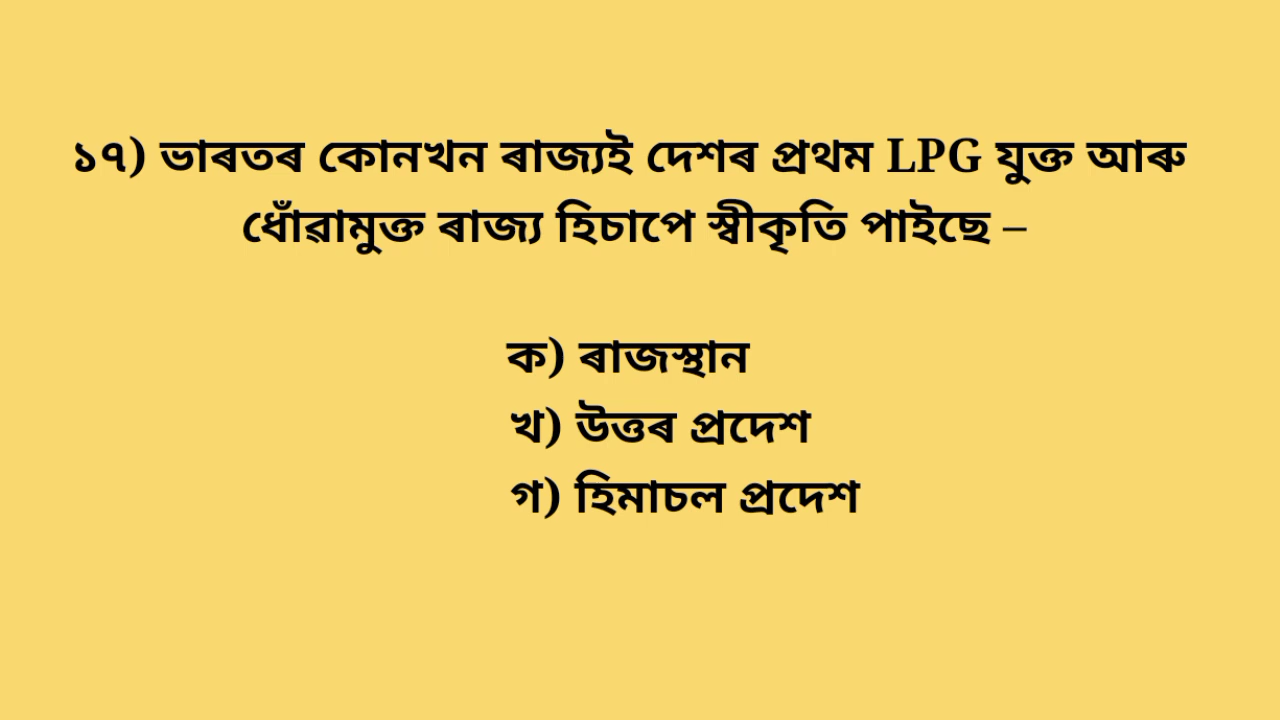 ১৭) ভাৰতৰ কোনখন ৰাজ্যই দেশৰ প্ৰথম LPG যুক্ত আৰু
ধোঁৱামুক্ত ৰাজ্য হিচাপে স্বীকৃতি পাইছে –
ক) ৰাজস্থান
খ) উত্তৰ প্ৰদেশ
গ) হিমাচল প্ৰদেশ